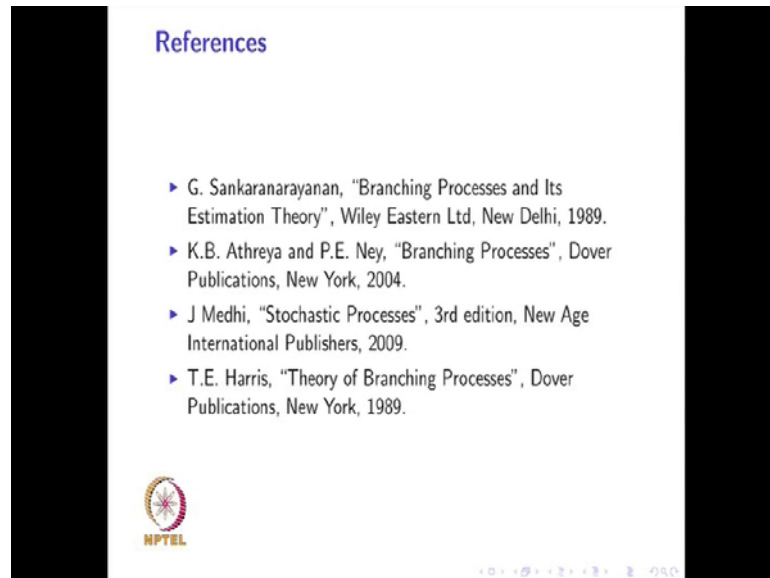 References
▸ G. Sankaranarayanan, “Branching Processes and Its
Estimation Theory”, Wiley Eastern Ltd, New Delhi, 1989.
▸ K.B. Athreya and P.E. Ney, “Branching Processes”, Dover
Publications, New York, 2004.
▸ J Medhi, “Stochastic Processes”, 3rd edition, New Age
International Publishers, 2009.
▸ T.E. Harris, “Theory of Branching Processes”, Dover
Publications, New York, 1989.
NPTEL